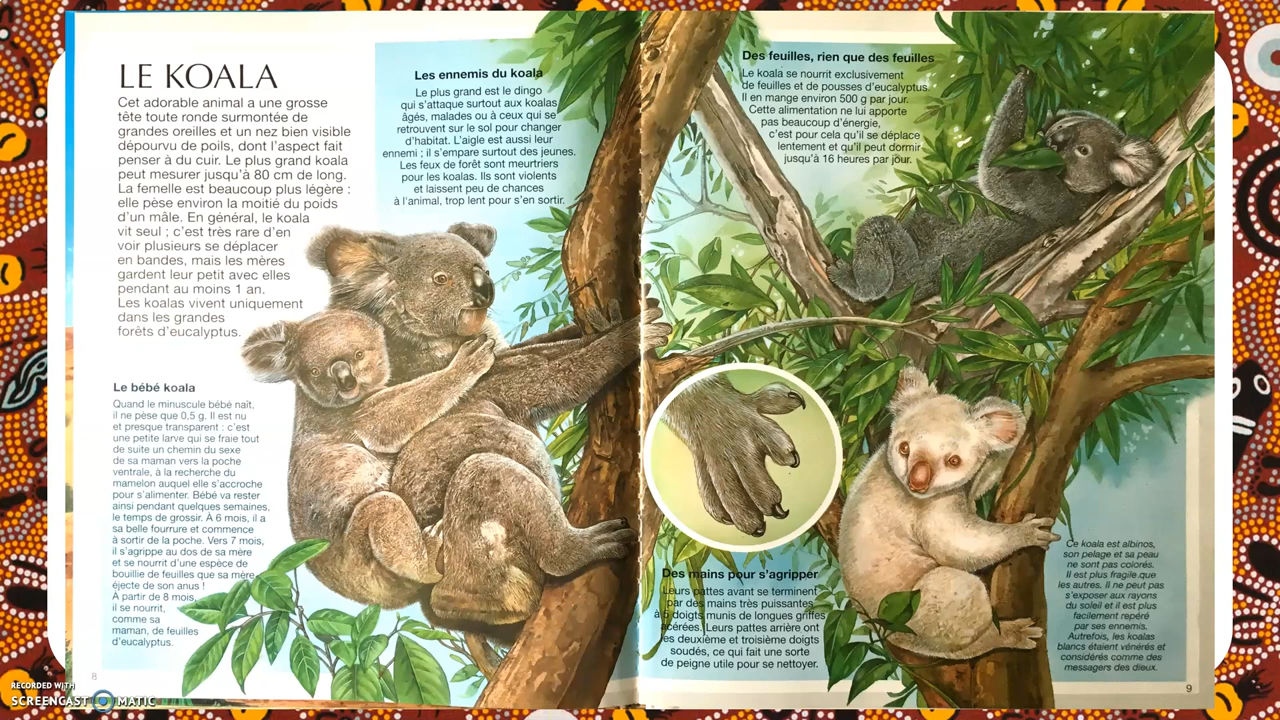 LE KOALA
Cet adorable animal a une grosse
tête toute ronde surmontée de
grandes oreilles et un nez bien visible
dépourvu de poils, dont l'aspect fait
penser à du cuir. Le plus grand koala
peut mesurer jusqu'à 80 cm de long.
La femelle est beaucoup plus légère :
elle pèse environ la moitié du poids
d'un mâle. En général, le koala
vit seul ; c'est très rare d'en
voir plusieurs se déplacer
en bandes, mais les mères
gardent leur petit avec elles
pendant au moins 1 an.
Les koalas vivent uniquement
dans les grandes
forêts d'eucalyptus.
Le bébé koala
Quand le minuscule bébé naît,
il ne pèse que 0,5 g. Il est nu
et presque transparent : c'est
une petite larve qui se fraie tout
de suite un chemin du sexe
de sa maman vers la poche
ventrale, à la recherche du
mamelon auquel elle s'accroche
pour s'alimenter. Bébé va rester
ainsi pendant quelques semaines,
le temps de grossir. À 6 mois, il a
sa belle fourrure et commence
à sortir de la poche. Vers 7 mois,
il s'agrippe au dos de sa mère
et se nourrit d'une espèce de
bouillie de feuilles que sa mère
éjecte de son anus !
À partir de 8 mois,
il se nourrit,
comme sa
maman, de feuilles
d'eucalyptus.
8
Les ennemis du koala
Le plus grand est le dingo
qui s'attaque surtout aux koalas
âgés, malades ou à ceux qui se
retrouvent sur le sol pour changer
d'habitat. L'aigle est aussi leur
ennemi ; il s'empare surtout des jeunes.
Les feux de forêt sont meurtriers
pour les koalas. Ils sont violents
et laissent peu de chances
à l'animal, trop lent pour s'en sortir.
Des feuilles, rien que des feuilles
Le koala se nourrit exclusivement
de feuilles et de pousses d'eucalyptus.
Il en mange environ 500 g par jour.
Cette alimentation ne lui apporte
pas beaucoup d'énergie,
c'est pour cela qu'il se déplace
lentement et qu'il peut dormir
jusqu'à 16 heures par jour.
Des mains pour s'agripper
Leurs pattes avant se terminent
par des mains très puissantes
à 5 doigts munis de longues griffes
acérées. Leurs pattes arrière ont
les deuxième et troisième doigts
soudés, ce qui fait une sorte
de peigne utile pour se nettoyer.
Ce koala est albinos,
son pelage et sa peau
ne sont pas colorés.
Il est plus fragile que
les autres. Il ne peut pas
s'exposer aux rayons
du soleil et il est plus
facilement repéré
par ses ennemis.
Autrefois, les koalas
blancs étaient vénérés et
considérés comme des
messagers des dieux.
9
RECORDED WITH
SCREENCAST MATIC